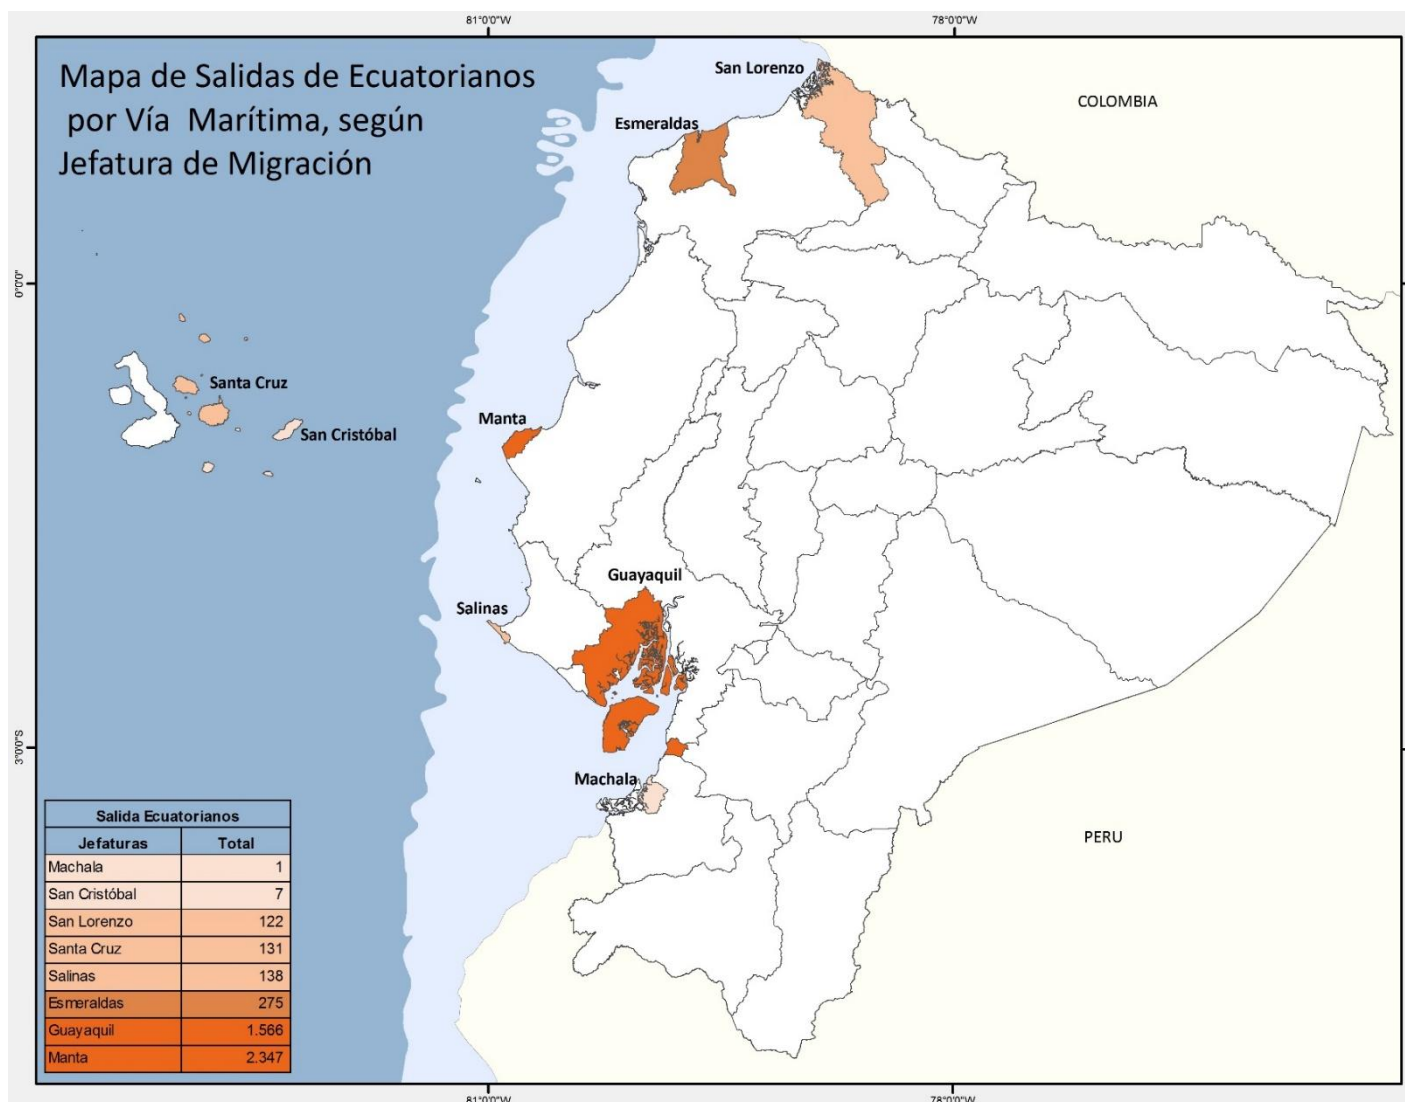 81°0'0"W
78°0'0"W
Mapa de Salidas de Ecuatorianos
por Vía Marítima, según
Jefatura de Migración
San Lorenzo
COLOMBIA
Esmeraldas
0°0'0"
Santa Cruz
San Cristóbal
Manta
Guayaquil
Salinas
3°0'0"S
Machala
PERU
Salida Ecuatorianos
Jefaturas Total
Machala 1
San Cristóbal 7
San Lorenzo 122
Santa Cruz 131
Salinas 138
Esmeraldas 275
Guayaquil 1.566
Manta 2.347
81°0'0"W
78°0'0"W